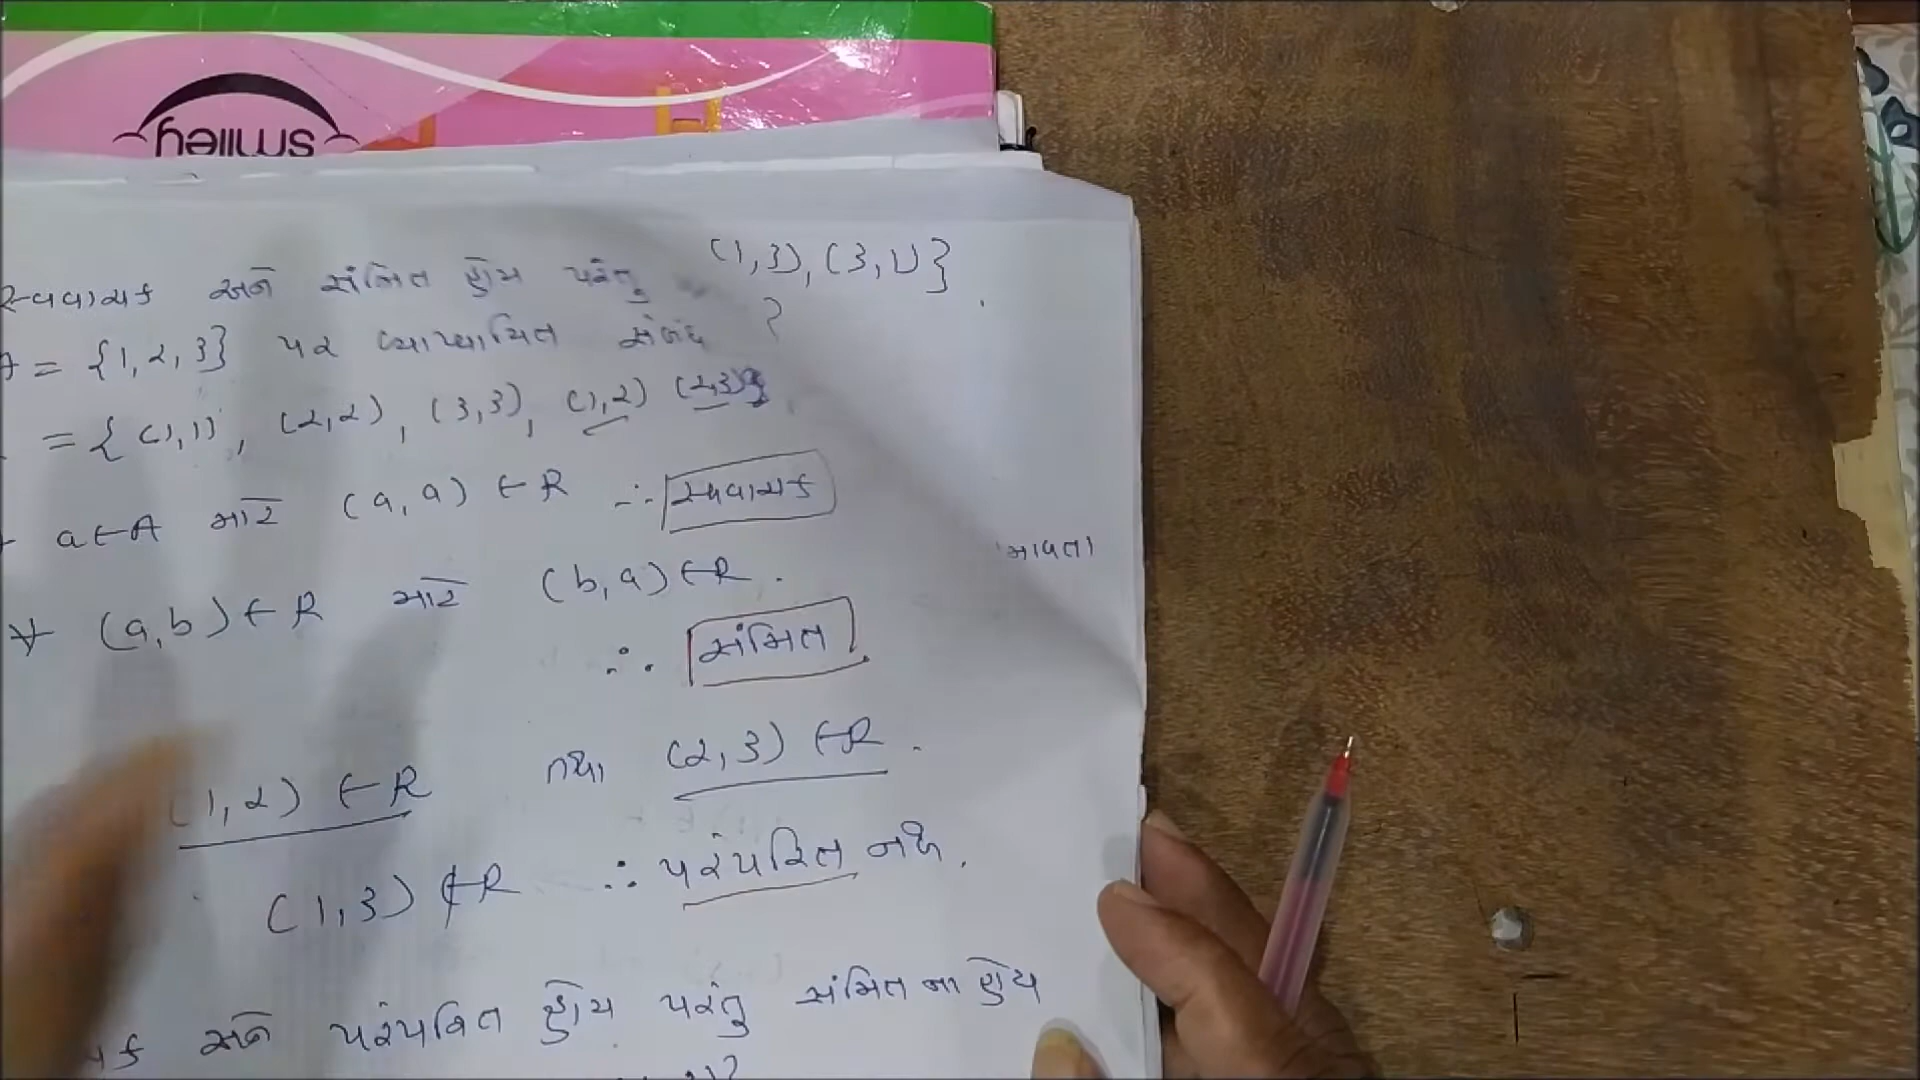 smiley
(1,3), (3,1)}
સ્વવાચક અને સંમિત હોય પરંતુ
?
A = {1,2,3} પર વ્યાખ્યાયિત સંબંધ
= { (1,1), (2,2), (3,3), (1,2) (2,3)}
a ∈ A માટે (a, a) ∈ R ∴ સ્વવાચક
∀ (a,b) ∈ R માટે (b, a) ∈ R.
∴ સંમિત
(1,2) ∈ R તથા (2,3) ∈ R.
(1,3) ∉ R ∴ પરંપરિત નથી.
ક અને પરંપરિત હોય પરંતુ સંમિત ના હોય